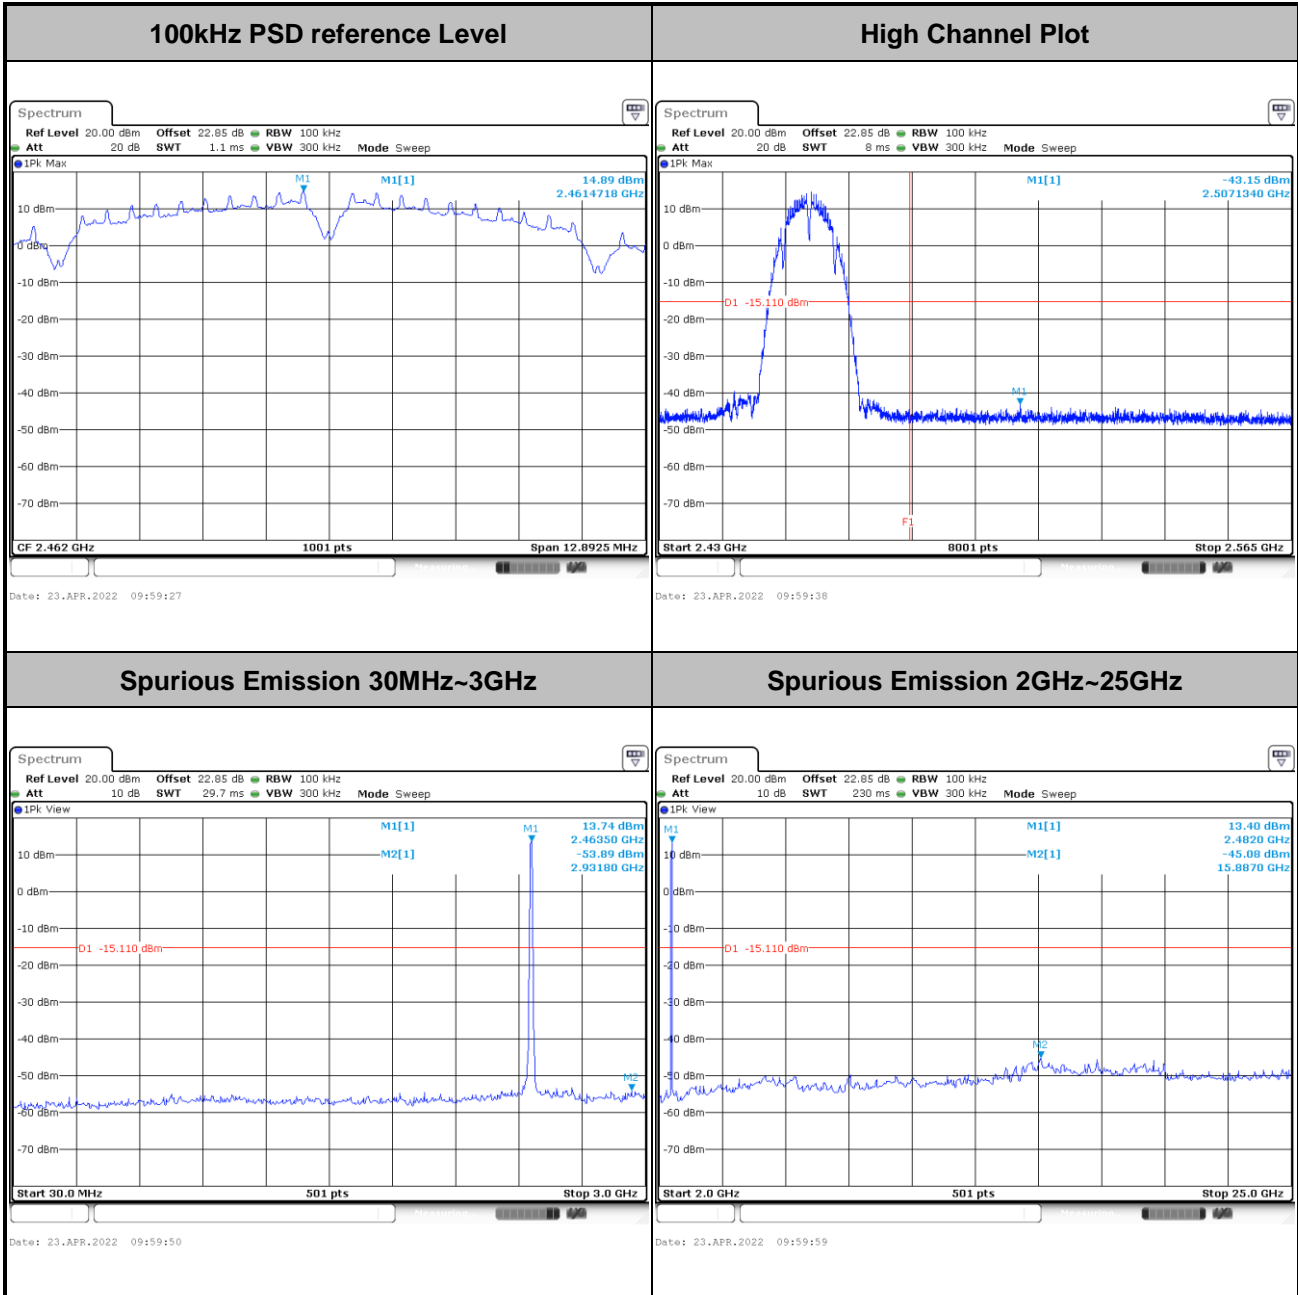 100kHz PSD reference Level
Spectrum
Ref Level 20.00 dBm Offset 22.85 dB RBW 100 kHz
Att 20 dB SWT 1.1 ms VBW 300 kHz Mode Sweep
1Pk Max
M1
M1[1] 14.89 dBm
2.4614718 GHz
10 dBm
0 dBm
-10 dBm
-20 dBm
-30 dBm
-40 dBm
-50 dBm
-60 dBm
-70 dBm
CF 2.462 GHz 1001 pts Span 12.8925 MHz
Measuring
Date: 23.APR.2022 09:59:27
High Channel Plot
Spectrum
Ref Level 20.00 dBm Offset 22.85 dB RBW 100 kHz
Att 20 dB SWT 8 ms VBW 300 kHz Mode Sweep
1Pk Max
M1[1] -43.15 dBm
2.5071340 GHz
10 dBm
0 dBm
-10 dBm
D1 -15.110 dBm
-20 dBm
-30 dBm
-40 dBm
M1
-50 dBm
-60 dBm
-70 dBm
F1
Start 2.43 GHz 8001 pts Stop 2.565 GHz
Measuring
Date: 23.APR.2022 09:59:38
Spurious Emission 30MHz~3GHz
Spectrum
Ref Level 20.00 dBm Offset 22.85 dB RBW 100 kHz
Att 10 dB SWT 29.7 ms VBW 300 kHz Mode Sweep
1Pk View
M1[1] M1 13.74 dBm
2.46350 GHz
10 dBm M2[1] -53.89 dBm
2.93180 GHz
0 dBm
-10 dBm
D1 -15.110 dBm
-20 dBm
-30 dBm
-40 dBm
-50 dBm
M2
-60 dBm
-70 dBm
Start 30.0 MHz 501 pts Stop 3.0 GHz
Measuring
Date: 23.APR.2022 09:59:50
Spurious Emission 2GHz~25GHz
Spectrum
Ref Level 20.00 dBm Offset 22.85 dB RBW 100 kHz
Att 10 dB SWT 230 ms VBW 300 kHz Mode Sweep
1Pk View
M1 M1[1] 13.40 dBm
2.4820 GHz
10 dBm M2[1] -45.08 dBm
15.8870 GHz
0 dBm
-10 dBm
D1 -15.110 dBm
-20 dBm
-30 dBm
-40 dBm
M2
-50 dBm
-60 dBm
-70 dBm
Start 2.0 GHz 501 pts Stop 25.0 GHz
Measuring
Date: 23.APR.2022 09:59:59